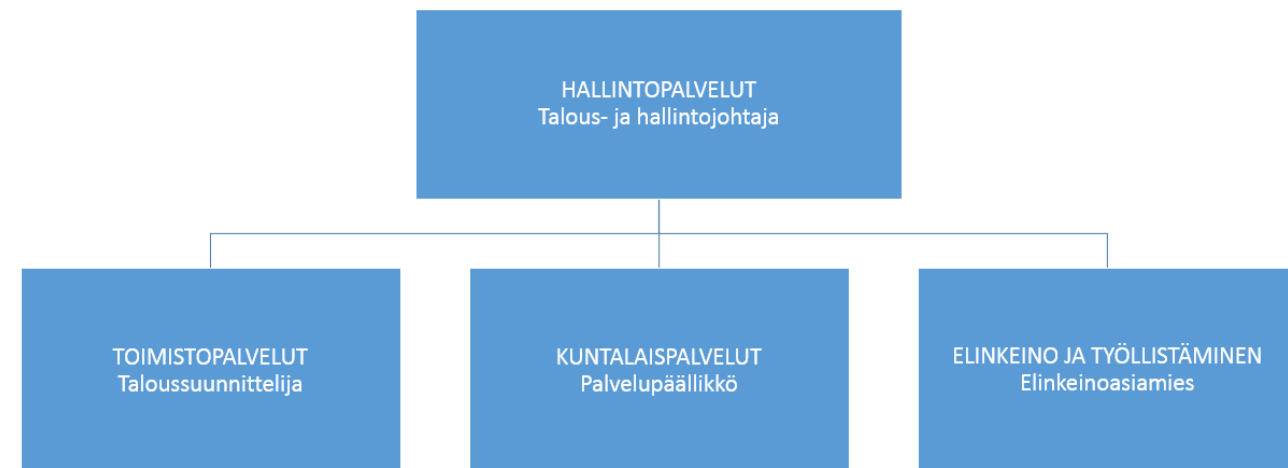 HALLINTOPALVELUT
Talous- ja hallintojohtaja
TOIMISTOPALVELUT
Taloussuunnittelija
KUNTALAISPALVELUT
Palvelupäällikkö
ELINKEINO JA TYÖLLISTÄMINEN
Elinkeinoasiamies